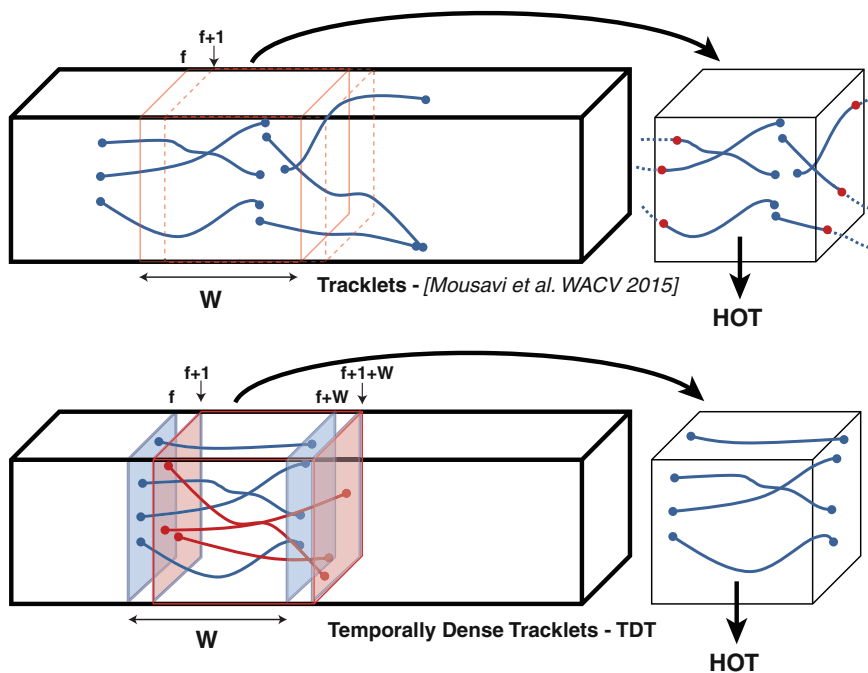 f+1
f
W
Tracklets - [Mousavi et al. WACV 2015]
HOT
f+1
f+1+W
f
f+W
W
Temporally Dense Tracklets - TDT
HOT